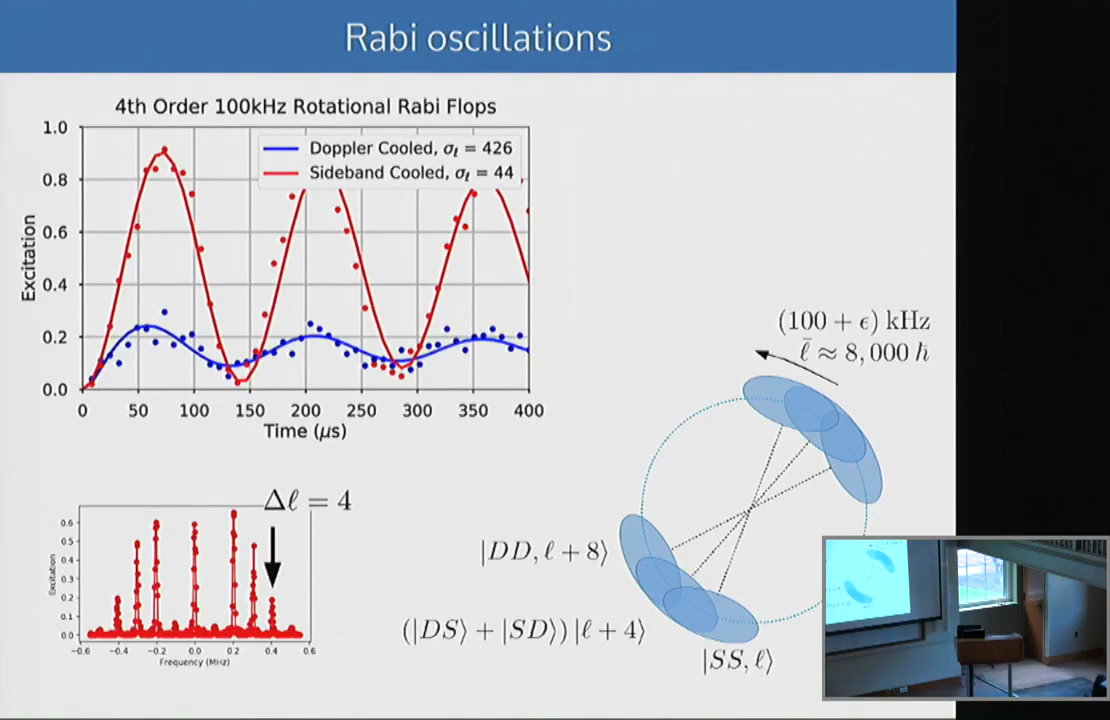 Rabi oscillations
4th Order 100kHz Rotational Rabi Flops
Doppler Cooled, σℓ = 426
Sideband Cooled, σℓ = 44
Excitation
1.0
0.8
0.6
0.4
0.2
0.0
0 50 100 150 200 250 300 350 400
Time (μs)
(100 + ϵ) kHz
ℓ̄ ≈ 8,000 ℏ
Δℓ = 4
Excitation
0.6
0.5
0.4
0.3
0.2
0.1
0.0
−0.6 −0.4 −0.2 0.0 0.2 0.4 0.6
Frequency (MHz)
|DD, ℓ + 8⟩
(|DS⟩ + |SD⟩) |ℓ + 4⟩
|SS, ℓ⟩